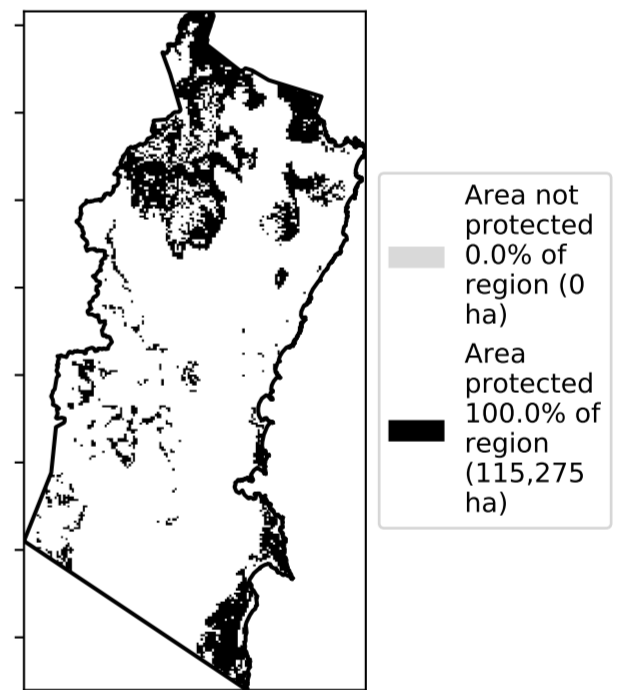 Area not
protected
0.0% of
region (0
ha)
Area
protected
100.0% of
region
(115,275
ha)